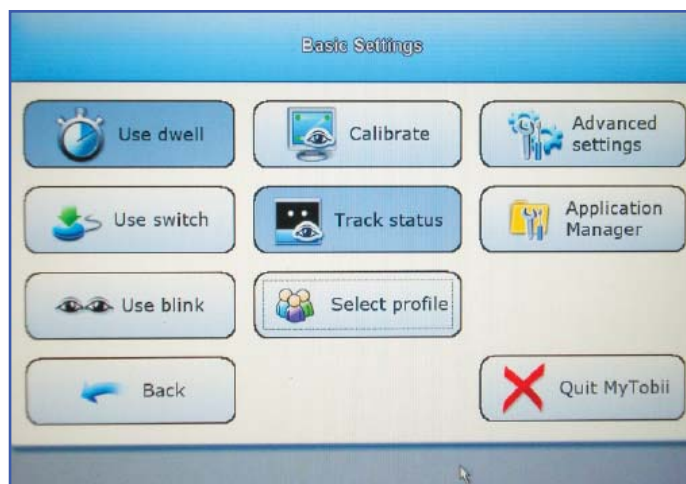 Basic Settings
Use dwell
Calibrate
Advanced
settings
Use switch
Track status
Application
Manager
Use blink
Select profile
Back
Quit MyTobii